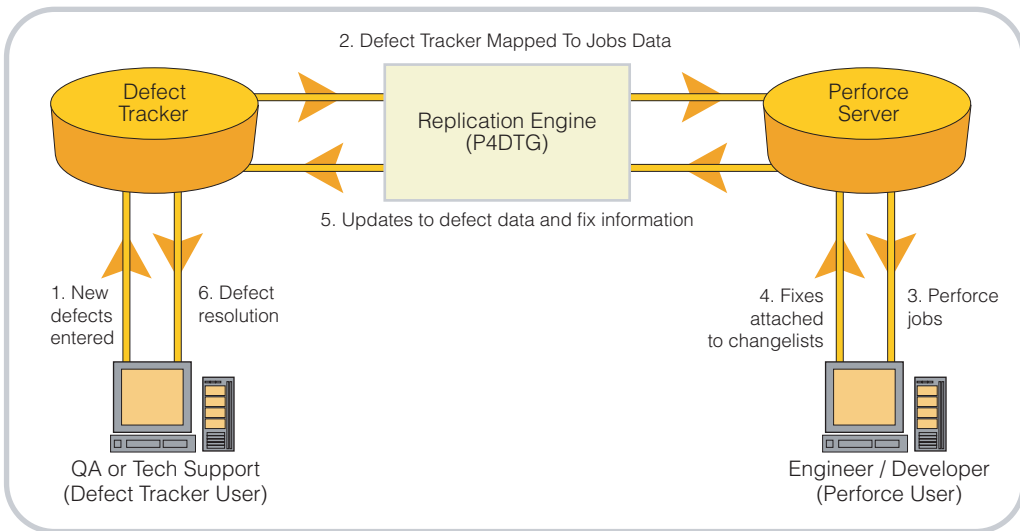 2. Defect Tracker Mapped To Jobs Data
Defect
Tracker
Replication Engine
(P4DTG)
Perforce
Server
5. Updates to defect data and fix information
1. New
defects
entered
6. Defect
resolution
4. Fixes
attached
to changelists
3. Perforce
jobs
QA or Tech Support
(Defect Tracker User)
Engineer / Developer
(Perforce User)